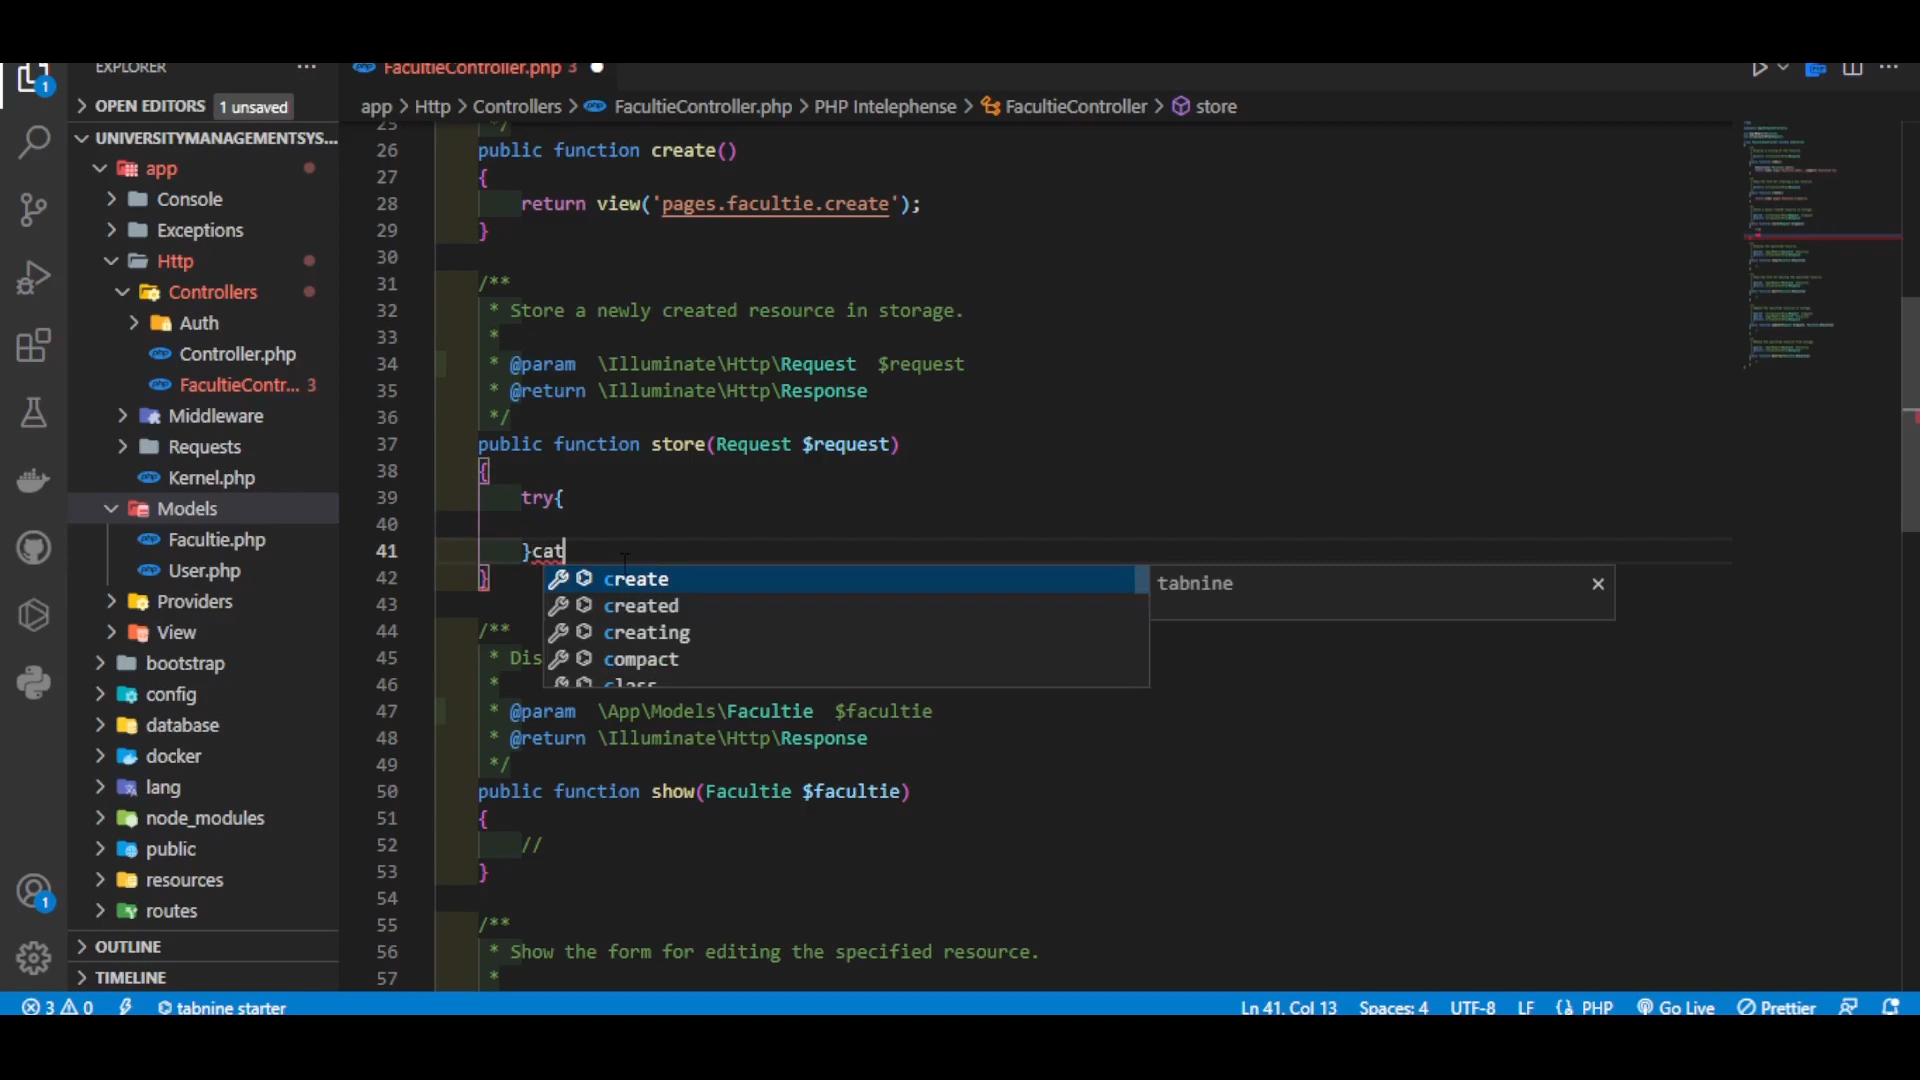 EXPLORER
OPEN EDITORS 1 unsaved
UNIVERSITYMANAGEMENTSYS...
app
Console
Exceptions
Http
Controllers
Auth
Controller.php
FacultieContr... 3
Middleware
Requests
Kernel.php
Models
Facultie.php
User.php
Providers
View
bootstrap
config
database
docker
lang
node_modules
public
resources
routes
OUTLINE
TIMELINE
FacultieController.php 3
app > Http > Controllers > FacultieController.php > PHP Intelephense > FacultieController > store
25 */
26 public function create()
27 {
28 return view('pages.facultie.create');
29 }
30
31 /**
32 * Store a newly created resource in storage.
33 *
34 * @param \Illuminate\Http\Request $request
35 * @return \Illuminate\Http\Response
36 */
37 public function store(Request $request)
38 {
39 try{
40
41 }cat
42 }
43
44 /**
45 * Dis
46 *
47 * @param \App\Models\Facultie $facultie
48 * @return \Illuminate\Http\Response
49 */
50 public function show(Facultie $facultie)
51 {
52 //
53 }
54
55 /**
56 * Show the form for editing the specified resource.
57 *
create
created
creating
compact
class
tabnine
1
1
3 0 tabnine starter Ln 41, Col 13 Spaces: 4 UTF-8 LF {} PHP Go Live Prettier